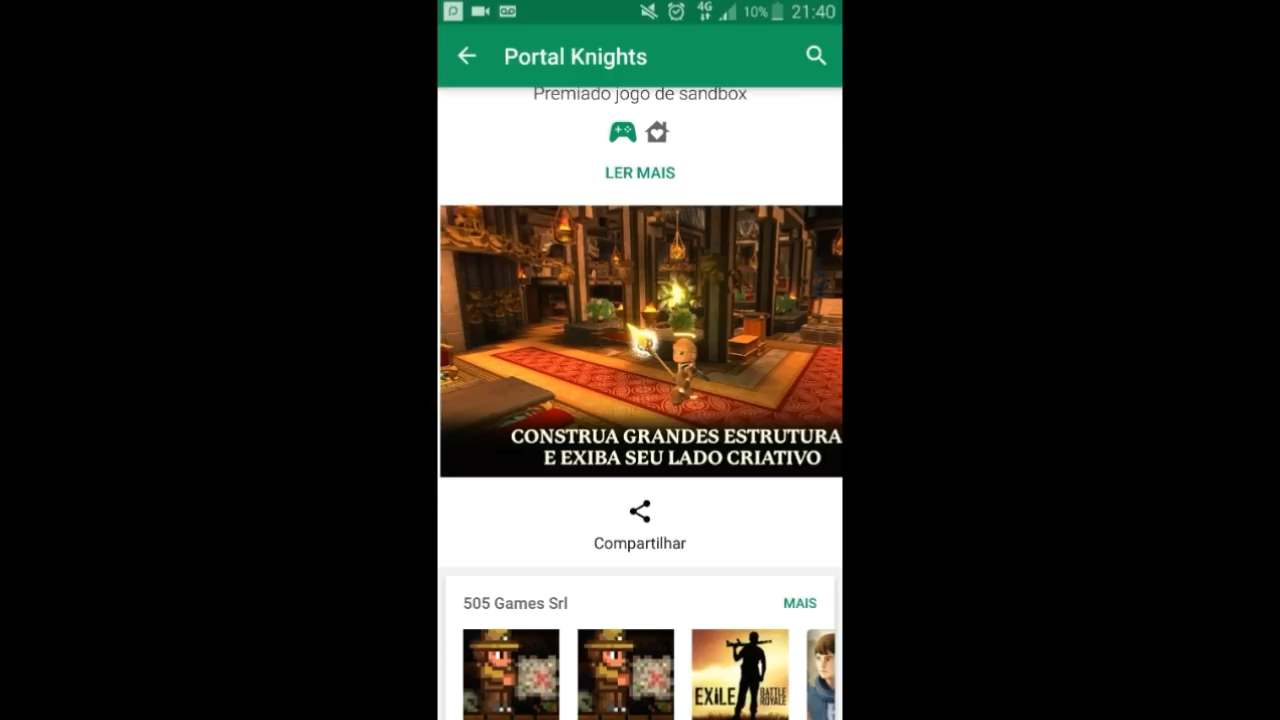 4G 10% 21:40
Portal Knights
Premiado jogo de sandbox
LER MAIS
CONSTRUA GRANDES ESTRUTURA
E EXIBA SEU LADO CRIATIVO
Compartilhar
505 Games Srl MAIS
EXILE BATTLE
ROYALE